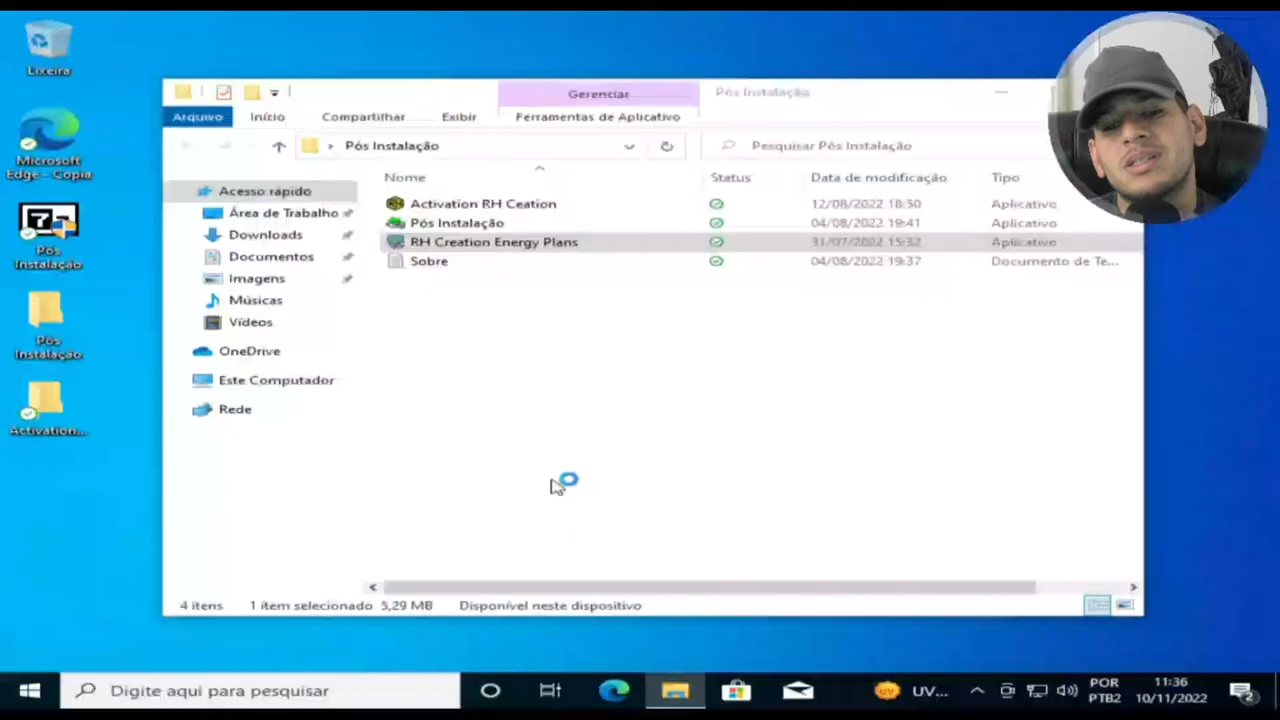 Lixeira
Microsoft
Edge - Copia
Pós
Instalação
Pós
Instalação
Activation...
Gerenciar
Pós Instalação
Arquivo
Início
Compartilhar
Exibir
Ferramentas de Aplicativo
Pós Instalação
Pesquisar Pós Instalação
Acesso rápido
Área de Trabalho
Downloads
Documentos
Imagens
Músicas
Vídeos
OneDrive
Este Computador
Rede
Nome Status Data de modificação Tipo
Activation RH Ceation 12/08/2022 18:50 Aplicativo
Pós Instalação 04/08/2022 19:41 Aplicativo
RH Creation Energy Plans 31/07/2022 15:32 Aplicativo
Sobre 04/08/2022 19:37 Documento de Te...
4 itens 1 item selecionado 5,29 MB Disponível neste dispositivo
Digite aqui para pesquisar
UV...
POR
PTB2
11:36
10/11/2022
2